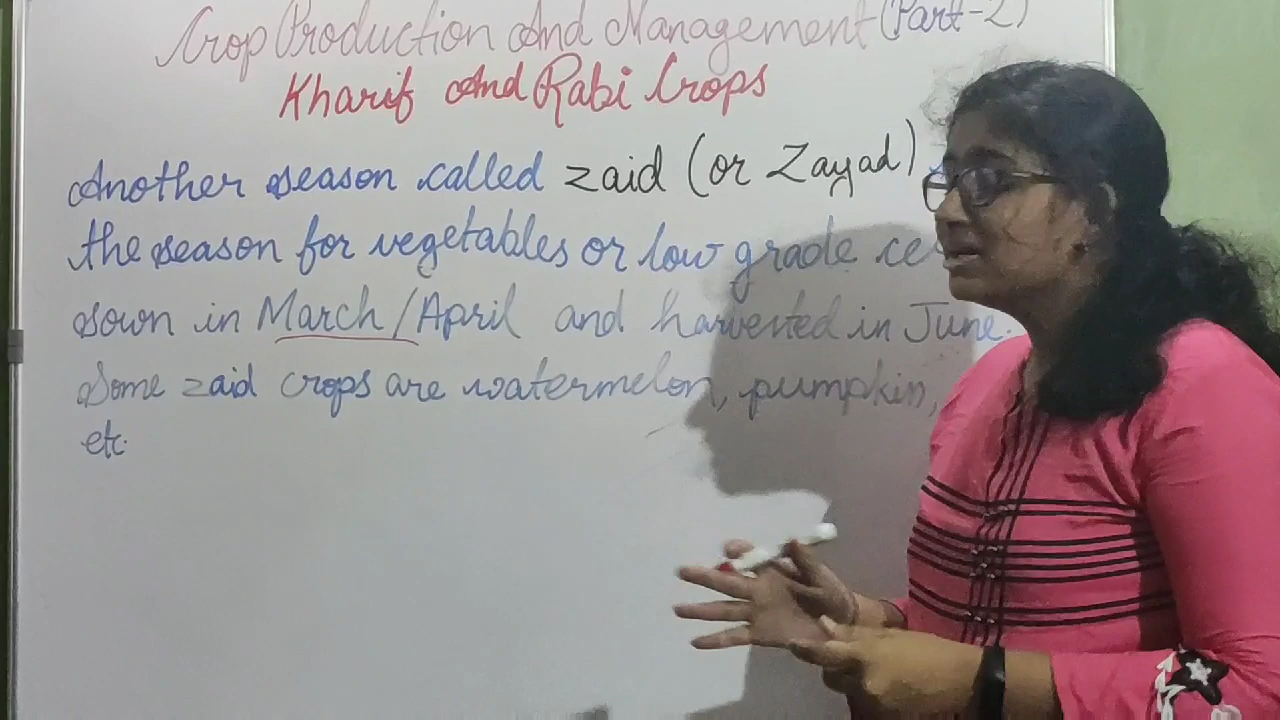 Crop Production And Management (Part-2)
Kharif And Rabi Crops
Another season called zaid (or Zayad)
the season for vegetables or low grade
sown in March/April and harvested in June.
Some zaid crops are watermelon, pumpkin,
etc.